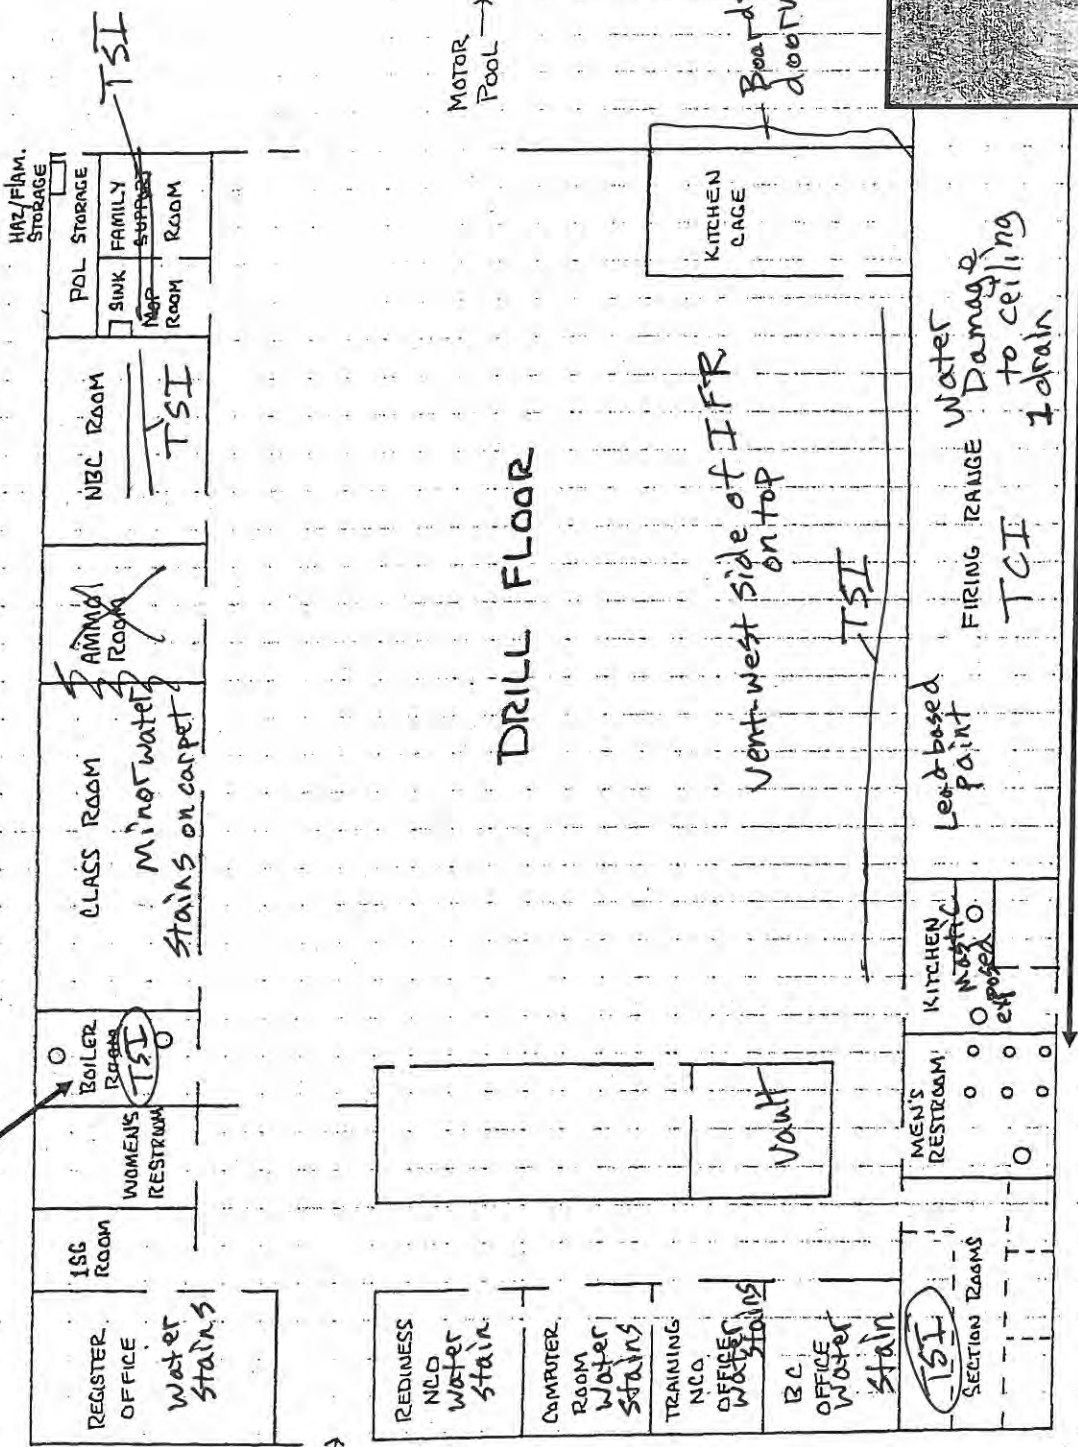 HAZ/FLAM.
STORAGE
TSI
POL STORAGE
SINK
FAMILY
SUPPORT
ROOM
MOP
ROOM
NBC ROOM
TSI
AMMO
ROOM
CLASS ROOM
Minor water
Stains on carpet
BOILER
ROOM
TSI
WOMEN'S
RESTROOM
1SG
ROOM
REGISTER
OFFICE
Water
Stains
MOTOR
POOL
DRILL FLOOR
KITCHEN
CAGE
Vent-west side of IFR
on top
TSI
Vault
REDINESS
NCO
Water
Stain
COMPUTER
ROOM
Water
Stains
TRAINING
NCO
OFFICE
Water
Stains
BC
OFFICE
Water
Stain
FIRING RANGE
Water
Damage
to ceiling
1 drain
TCI
Lead based
paint
KITCHEN
Mastic
exposed
MEN'S
RESTROOM
TSI
SECTION ROOMS